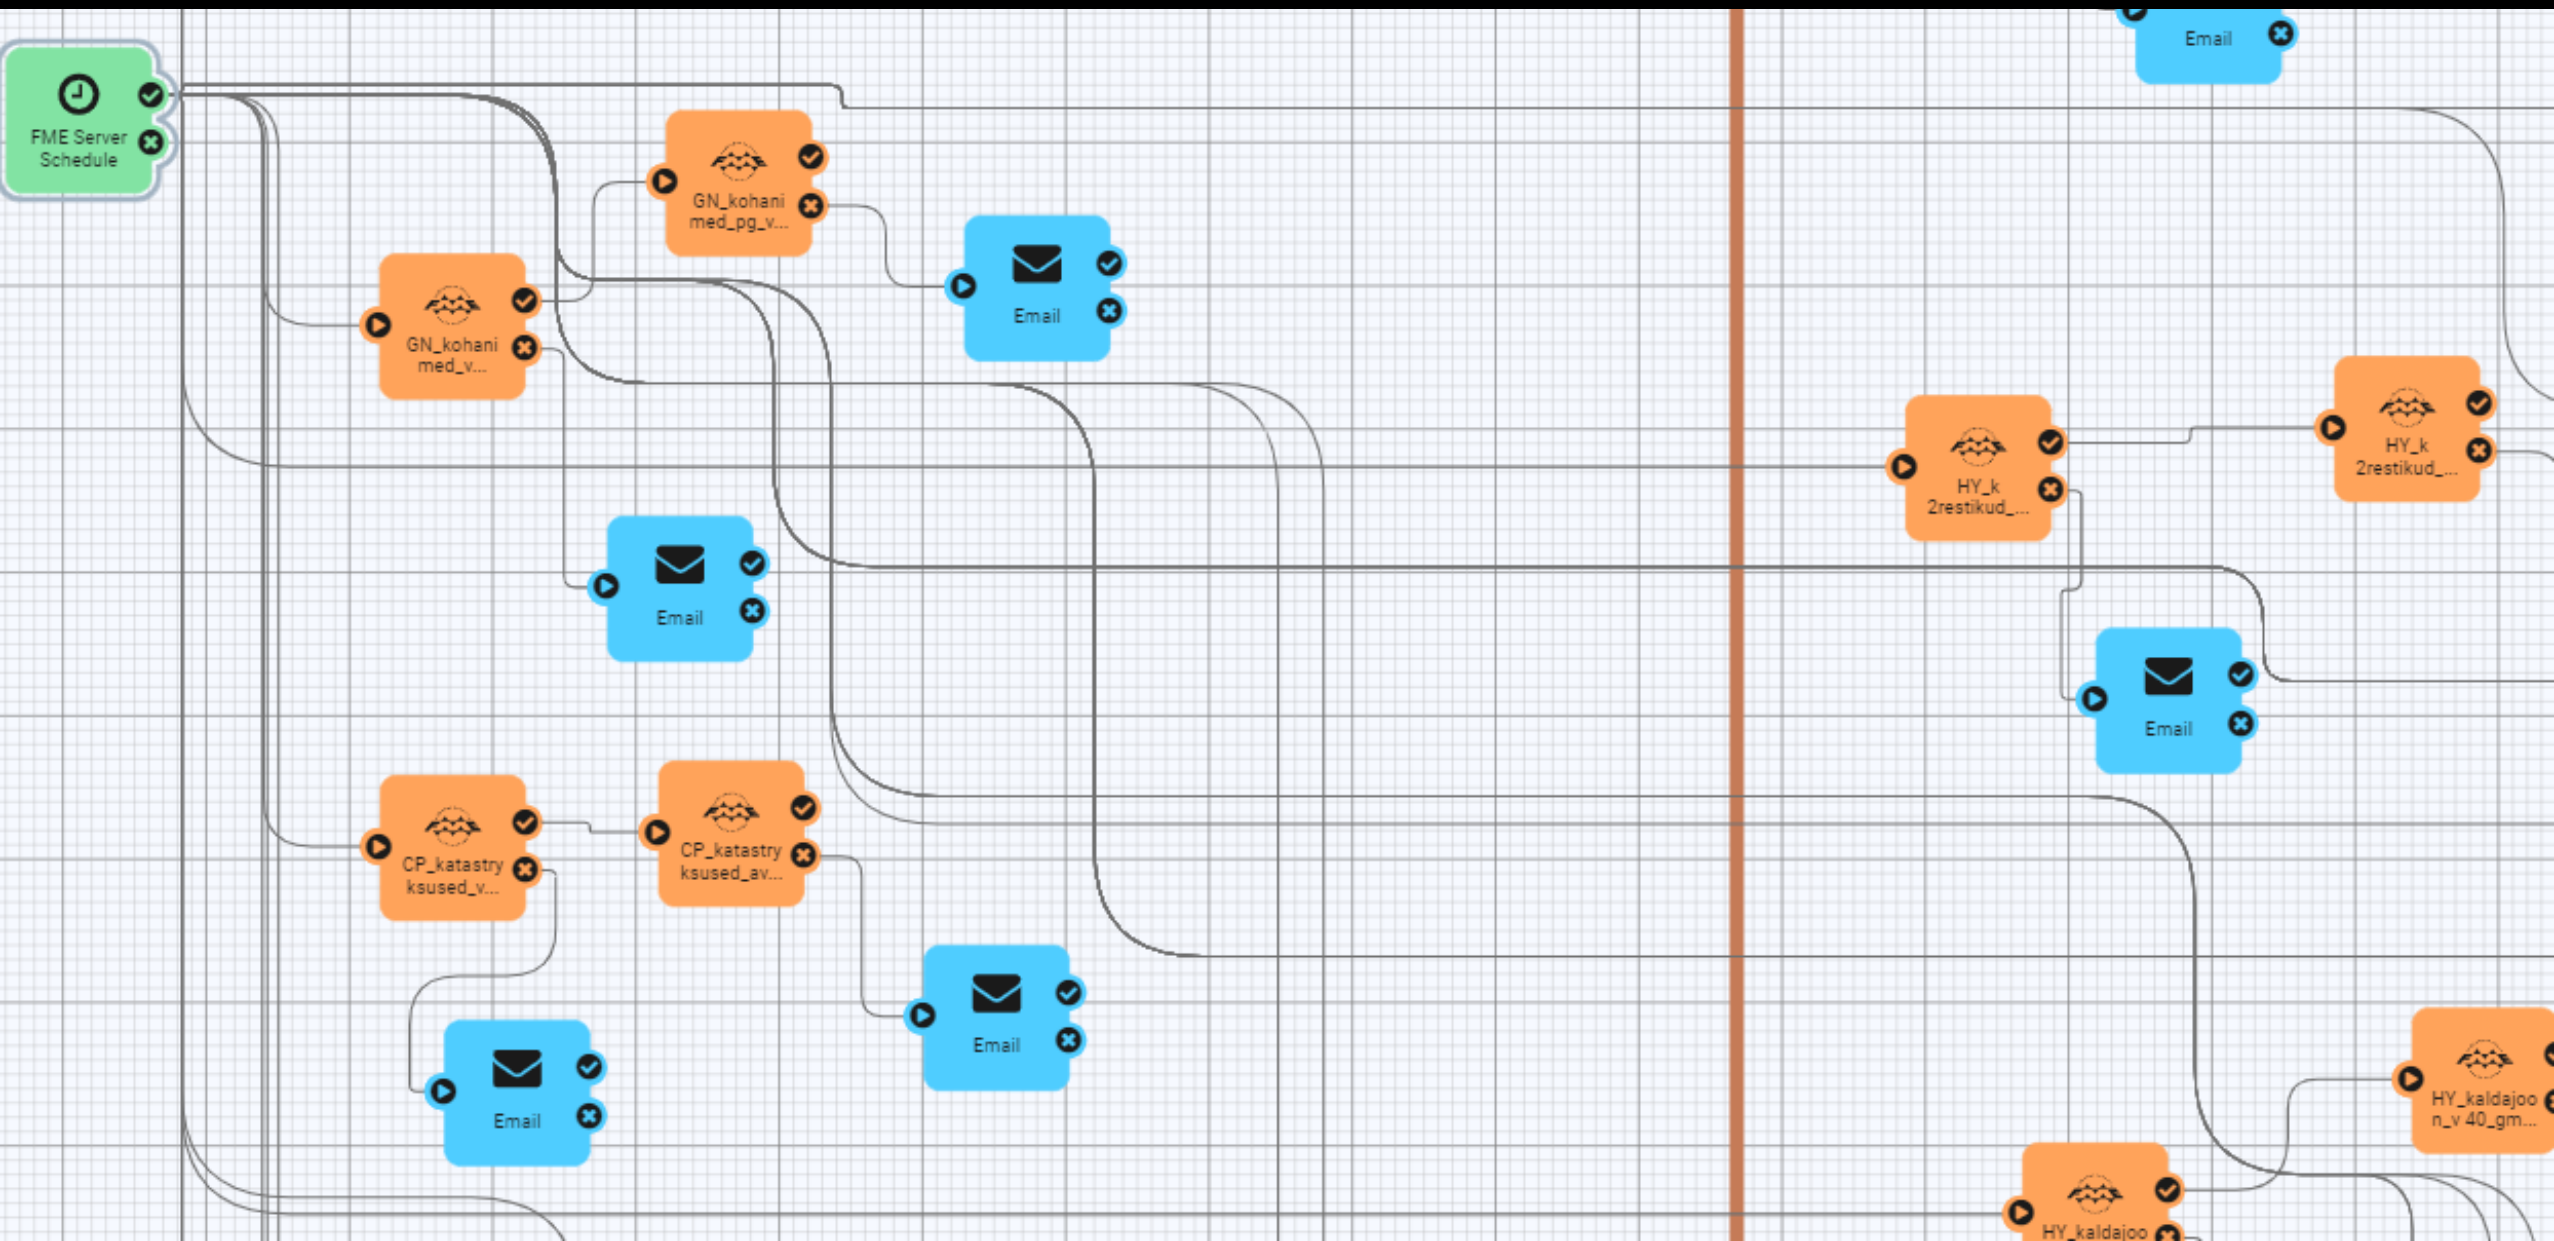 Email
FME Server
Schedule
GN_kohani
med_pg_v...
Email
GN_kohani
med_v...
HY_k
2restikud_...
HY_k
2restikud_...
Email
Email
CP_katastry
ksused_v...
CP_katastry
ksused_av...
Email
Email
HY_kaldajoo
n_v 40_gm...
HY_kaldajoo